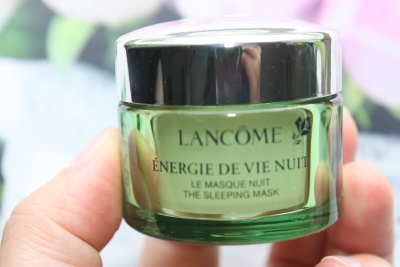 LANCÔME
ÉNERGIE DE VIE NUIT
LE MASQUE NUIT
THE SLEEPING MASK